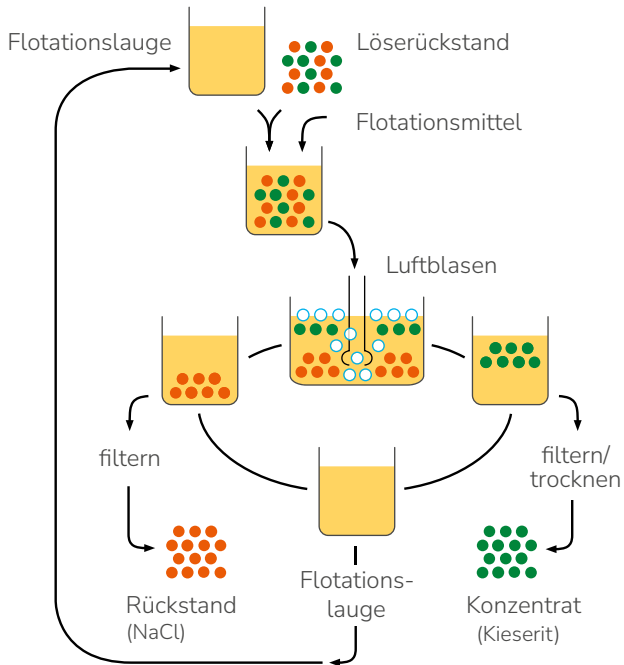 Flotationslauge
Löserückstand
Flotationsmittel
Luftblasen
filtern
filtern/
trocknen
Rückstand
(NaCl)
Flotations-
lauge
Konzentrat
(Kieserit)